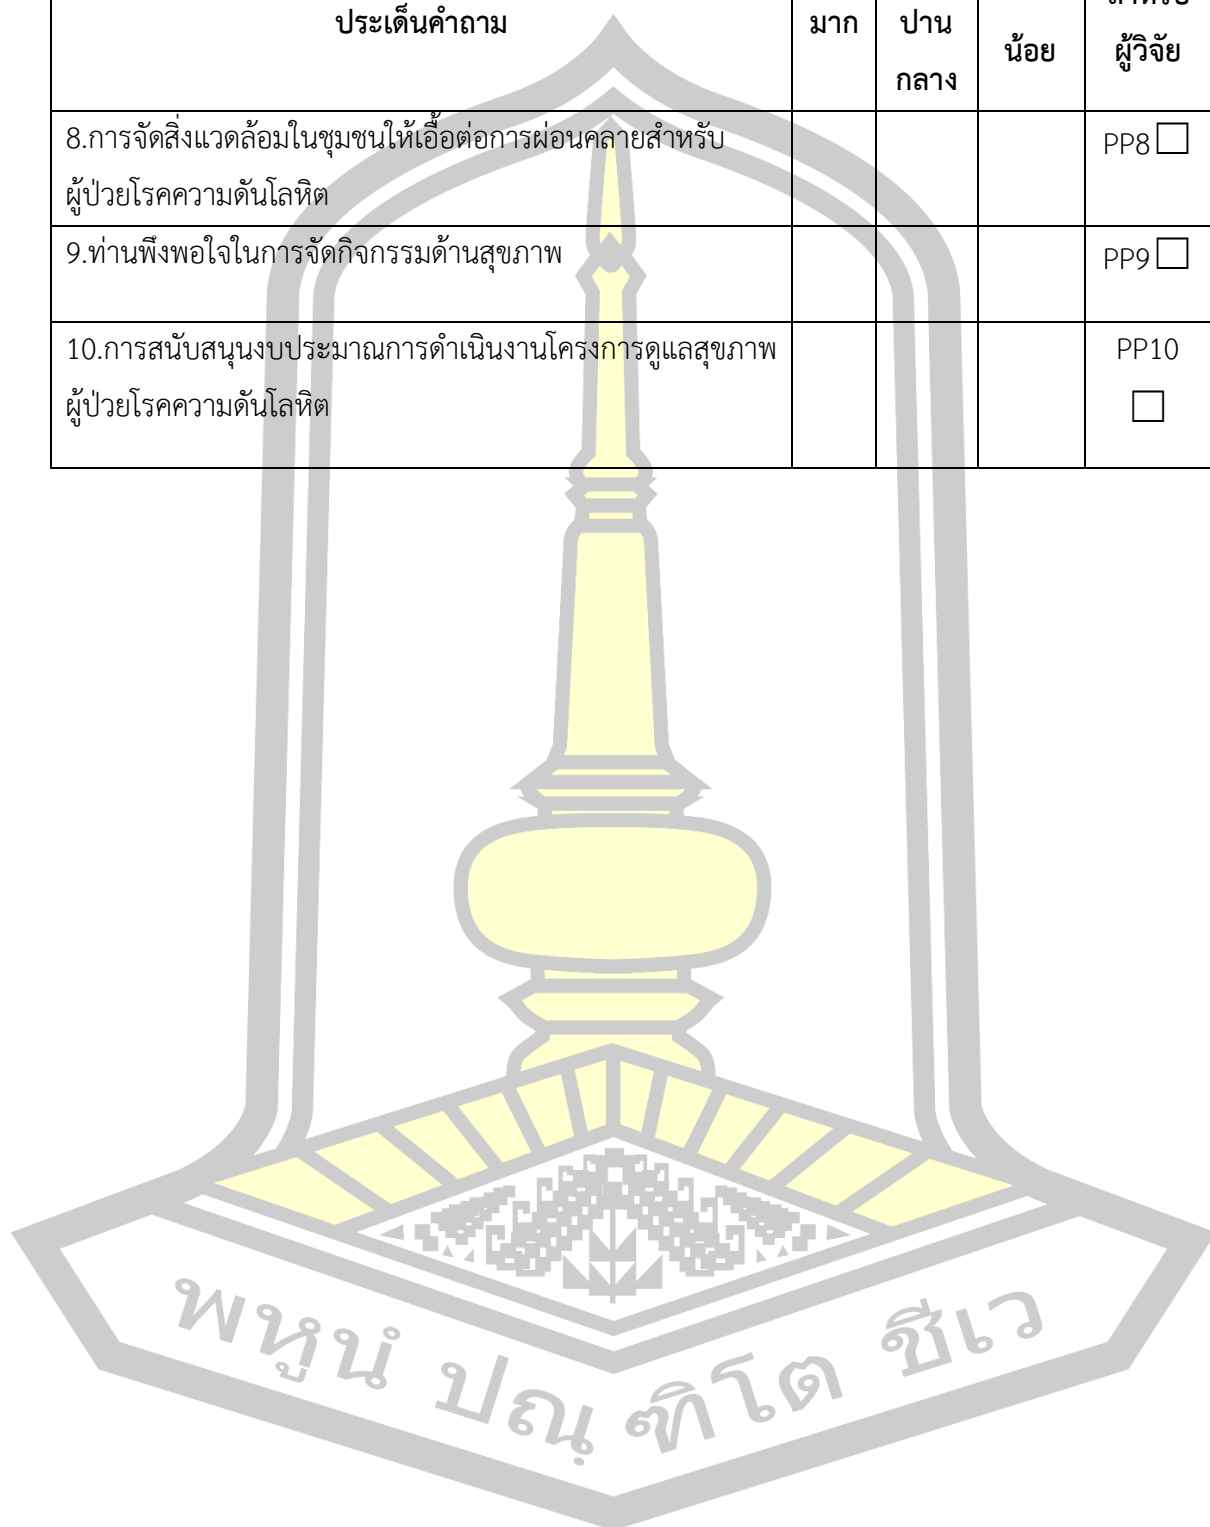 ประเด็นคำถาม มาก ปาน น้อย ผู้วิจัย
กลาง
8.การจัดสิ่งแวดล้อมในชุมชนให้เอื้อต่อการผ่อนคลายสำหรับ PP8 ☐
ผู้ป่วยโรคความดันโลหิต
9.ท่านพึงพอใจในการจัดกิจกรรมด้านสุขภาพ PP9 ☐
10.การสนับสนุนงบประมาณการดำเนินงานโครงการดูแลสุขภาพ PP10
ผู้ป่วยโรคความดันโลหิต ☐
พหูนํ ปณฺฑิโต ชีเว